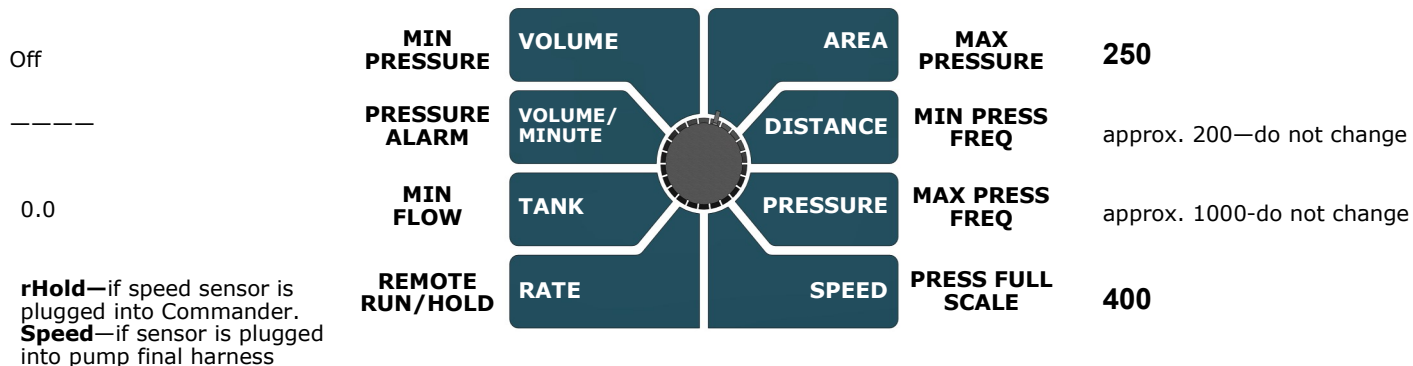 Off
MIN
PRESSURE
VOLUME
AREA
MAX
PRESSURE
250
————
PRESSURE
ALARM
VOLUME/
MINUTE
DISTANCE
MIN PRESS
FREQ
approx. 200—do not change
0.0
MIN
FLOW
TANK
PRESSURE
MAX PRESS
FREQ
approx. 1000-do not change
rHold—if speed sensor is
plugged into Commander.
Speed—if sensor is plugged
into pump final harness
REMOTE
RUN/HOLD
RATE
SPEED
PRESS FULL
SCALE
400